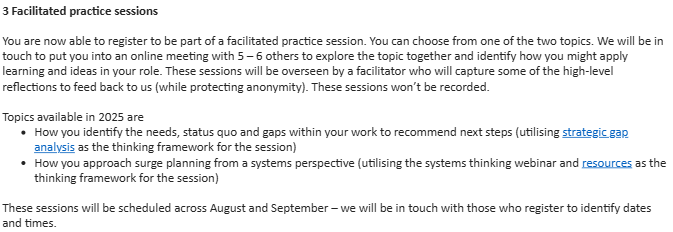 3 Facilitated practice sessions
You are now able to register to be part of a facilitated practice session. You can choose from one of the two topics. We will be in
touch to put you into an online meeting with 5 – 6 others to explore the topic together and identify how you might apply
learning and ideas in your role. These sessions will be overseen by a facilitator who will capture some of the high-level
reflections to feed back to us (while protecting anonymity). These sessions won't be recorded.
Topics available in 2025 are
• How you identify the needs, status quo and gaps within your work to recommend next steps (utilising strategic gap
analysis as the thinking framework for the session)
• How you approach surge planning from a systems perspective (utilising the systems thinking webinar and resources as the
thinking framework for the session)
These sessions will be scheduled across August and September – we will be in touch with those who register to identify dates
and times.